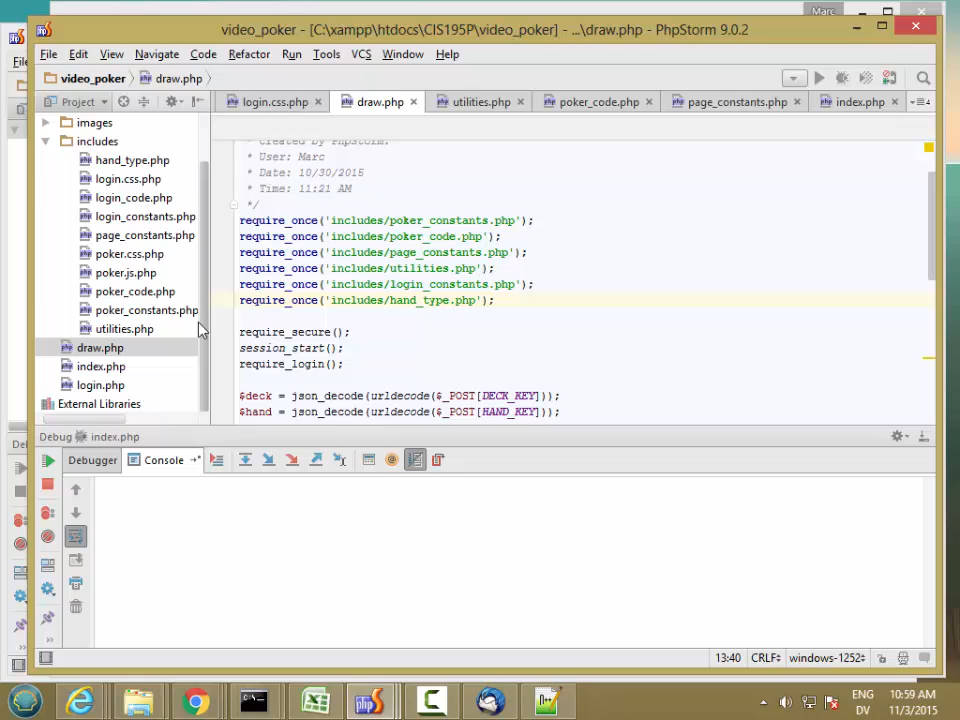 Marc
video_poker - [C:\xampp\htdocs\CIS195P\video_poker] - ...\draw.php - PhpStorm 9.0.2
File Edit View Navigate Code Refactor Run Tools VCS Window Help
video_poker draw.php
Project login.css.php draw.php utilities.php poker_code.php page_constants.php index.php 4
images
includes
hand_type.php
login.css.php
login_code.php
login_constants.php
page_constants.php
poker.css.php
poker.js.php
poker_code.php
poker_constants.php
utilities.php
draw.php
index.php
login.php
External Libraries
* Created by PhpStorm.
* User: Marc
* Date: 10/30/2015
* Time: 11:21 AM
*/
require_once('includes/poker_constants.php');
require_once('includes/poker_code.php');
require_once('includes/page_constants.php');
require_once('includes/utilities.php');
require_once('includes/login_constants.php');
require_once('includes/hand_type.php');
require_secure();
session_start();
require_login();
$deck = json_decode(urldecode($_POST[DECK_KEY]));
$hand = json_decode(urldecode($_POST[HAND_KEY]));
Debug index.php
Debugger Console
13:40 CRLF windows-1252
ENG 10:59 AM
DV 11/3/2015